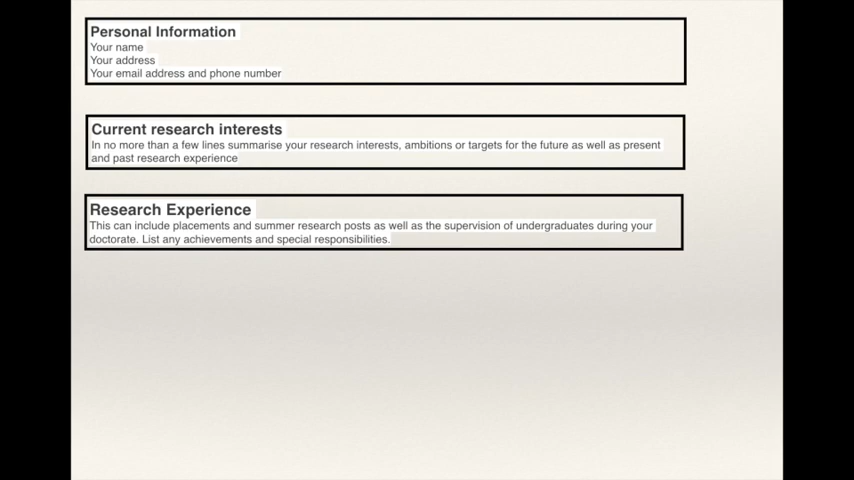 Personal Information
Your name
Your address
Your email address and phone number
Current research interests
In no more than a few lines summarise your research interests, ambitions or targets for the future as well as present
and past research experience
Research Experience
This can include placements and summer research posts as well as the supervision of undergraduates during your
doctorate. List any achievements and special responsibilities.